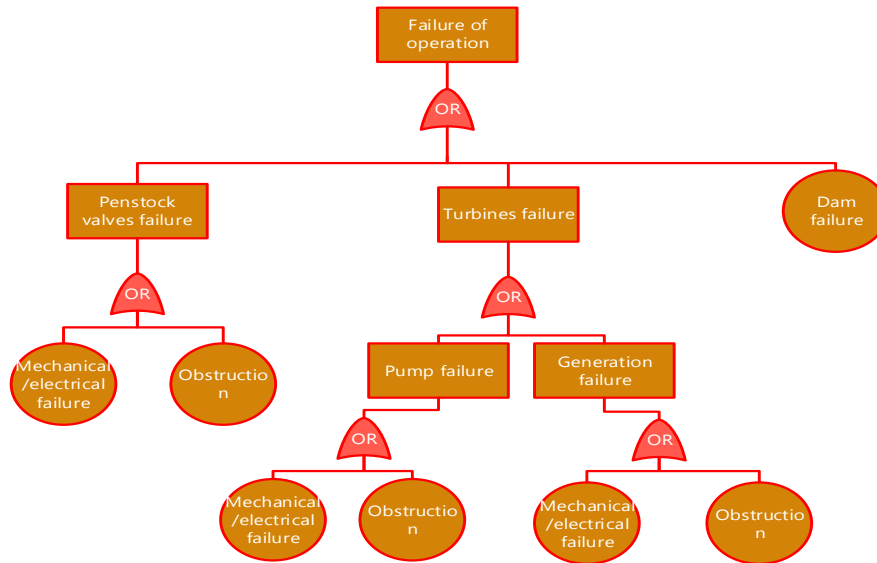 Failure of
operation
OR
Penstock
valves failure
Turbines failure
Dam
failure
OR
OR
Mechanical
/electrical
failure
Obstructio
n
Pump failure
Generation
failure
OR
OR
Mechanical
/electrical
failure
Obstructio
n
Mechanical
/electrical
failure
Obstructio
n